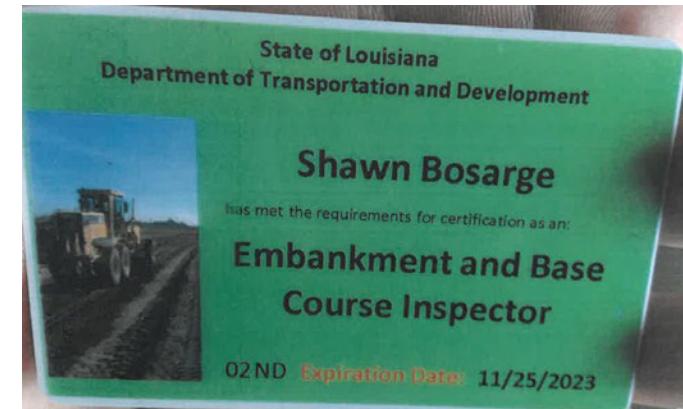 State of Louisiana
Department of Transportation and Development
Shawn Bosarge
has met the requirements for certification as an:
Embankment and Base
Course Inspector
02ND Expiration Date: 11/25/2023